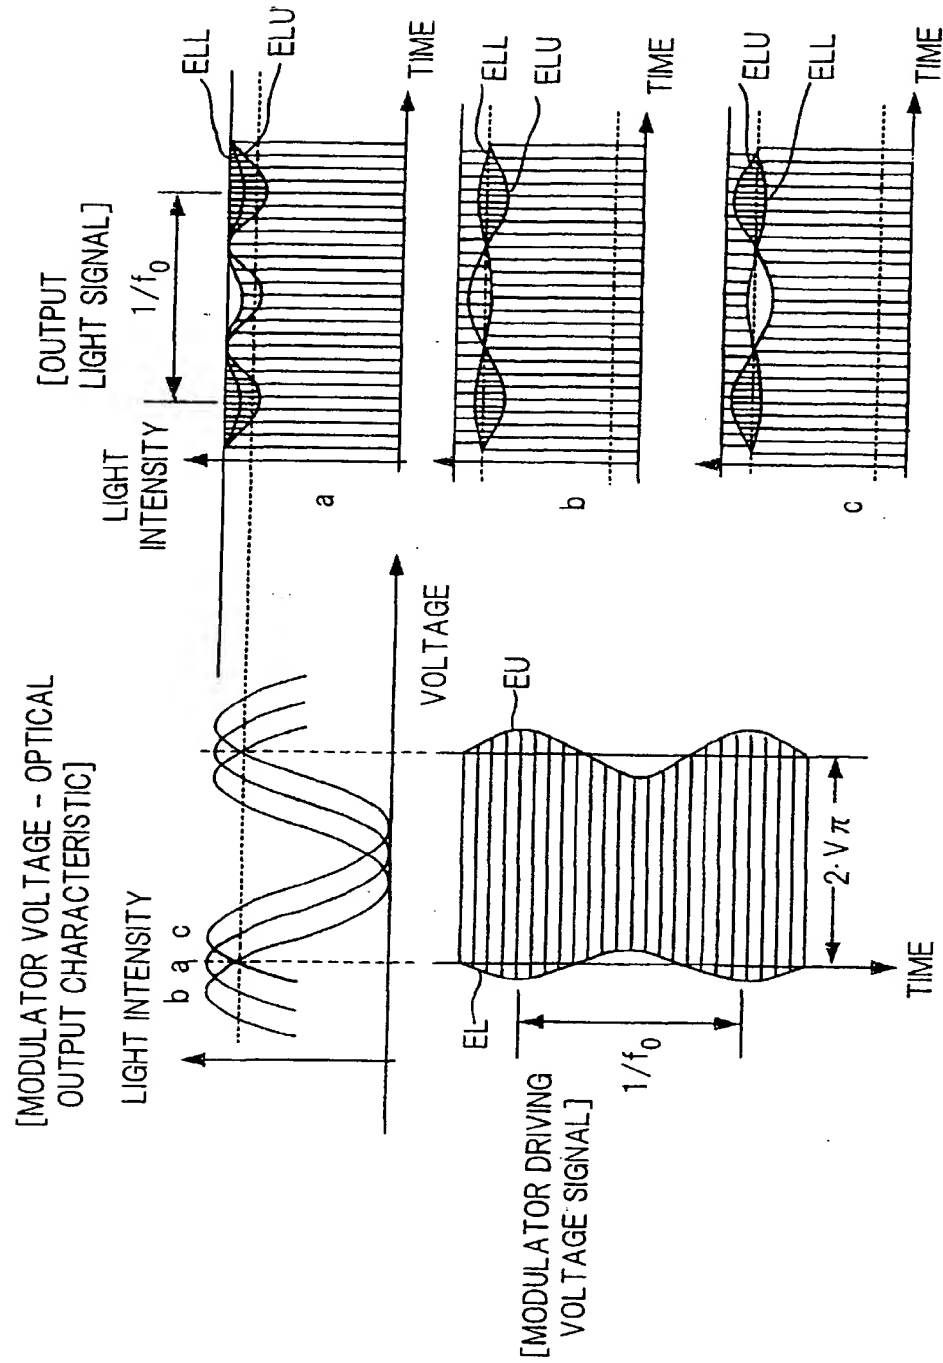 [MODULATOR VOLTAGE - OPTICAL
OUTPUT CHARACTERISTIC]
LIGHT INTENSITY
b a c
VOLTAGE
[MODULATOR DRIVING
VOLTAGE SIGNAL]
EL
EU
1/f0
2·Vπ
TIME
[OUTPUT
LIGHT SIGNAL]
LIGHT
INTENSITY
1/f0
ELL
ELU
TIME
a
ELL
ELU
TIME
b
ELU
ELL
TIME
c